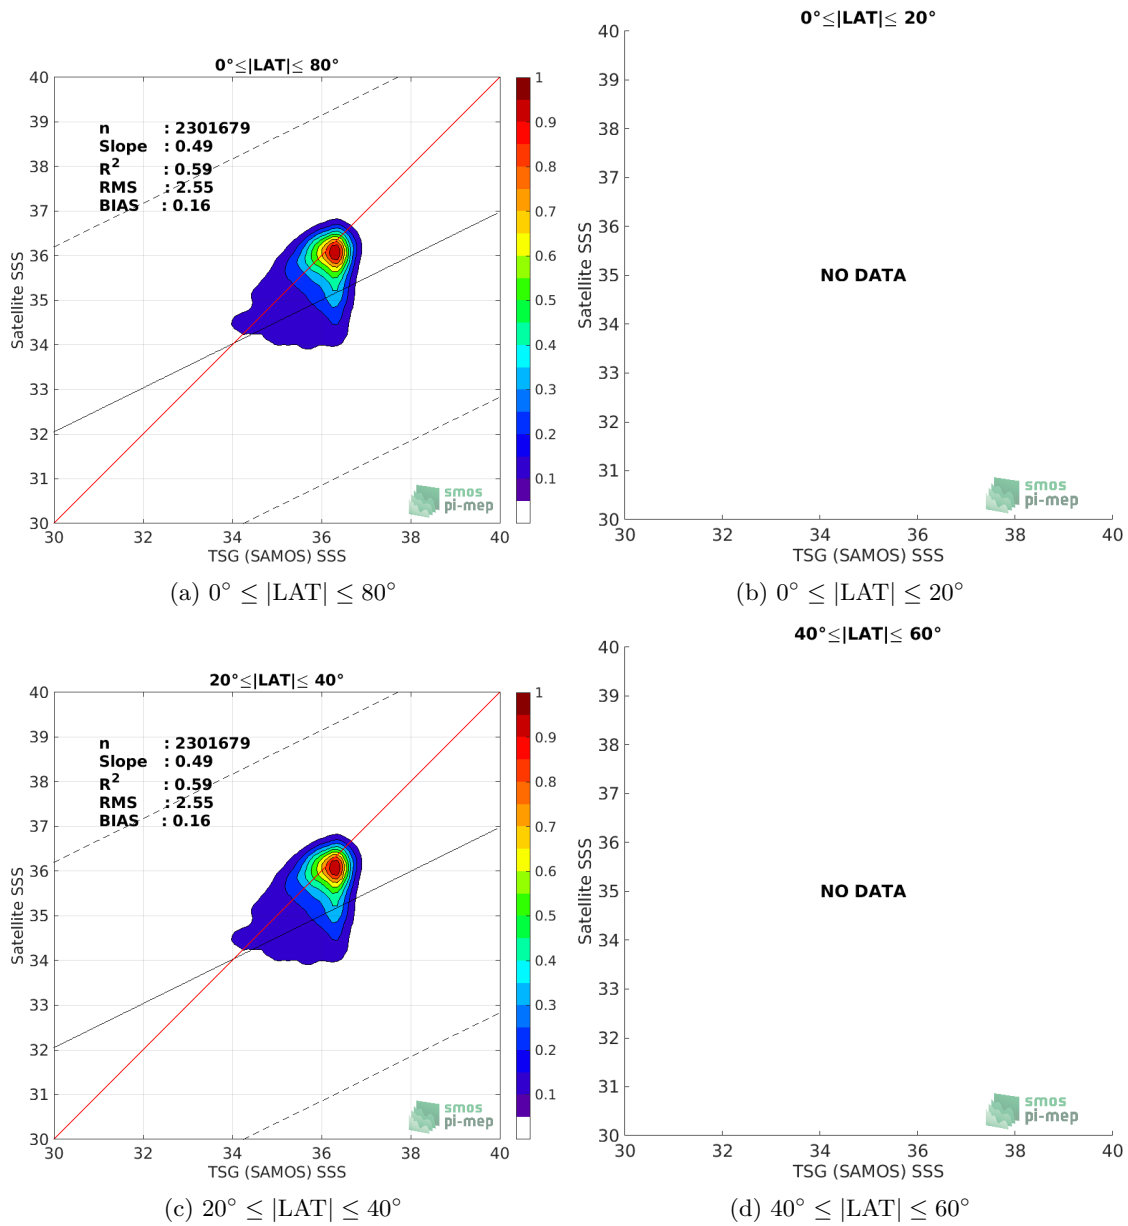 0°≤|LAT|≤ 80°
40
39
38
37
36
35
34
33
32
31
30
30
32
34
36
38
40
Satellite SSS
TSG (SAMOS) SSS
n : 2301679
Slope : 0.49
R² : 0.59
RMS : 2.55
BIAS : 0.16
1
0.9
0.8
0.7
0.6
0.5
0.4
0.3
0.2
0.1
smos
pi-mep
(a) 0° ≤ |LAT| ≤ 80°
0°≤|LAT|≤ 20°
40
39
38
37
36
35
34
33
32
31
30
30
32
34
36
38
40
Satellite SSS
TSG (SAMOS) SSS
NO DATA
smos
pi-mep
(b) 0° ≤ |LAT| ≤ 20°
20°≤|LAT|≤ 40°
40
39
38
37
36
35
34
33
32
31
30
30
32
34
36
38
40
Satellite SSS
TSG (SAMOS) SSS
n : 2301679
Slope : 0.49
R² : 0.59
RMS : 2.55
BIAS : 0.16
1
0.9
0.8
0.7
0.6
0.5
0.4
0.3
0.2
0.1
smos
pi-mep
(c) 20° ≤ |LAT| ≤ 40°
40°≤|LAT|≤ 60°
40
39
38
37
36
35
34
33
32
31
30
30
32
34
36
38
40
Satellite SSS
TSG (SAMOS) SSS
NO DATA
smos
pi-mep
(d) 40° ≤ |LAT| ≤ 60°